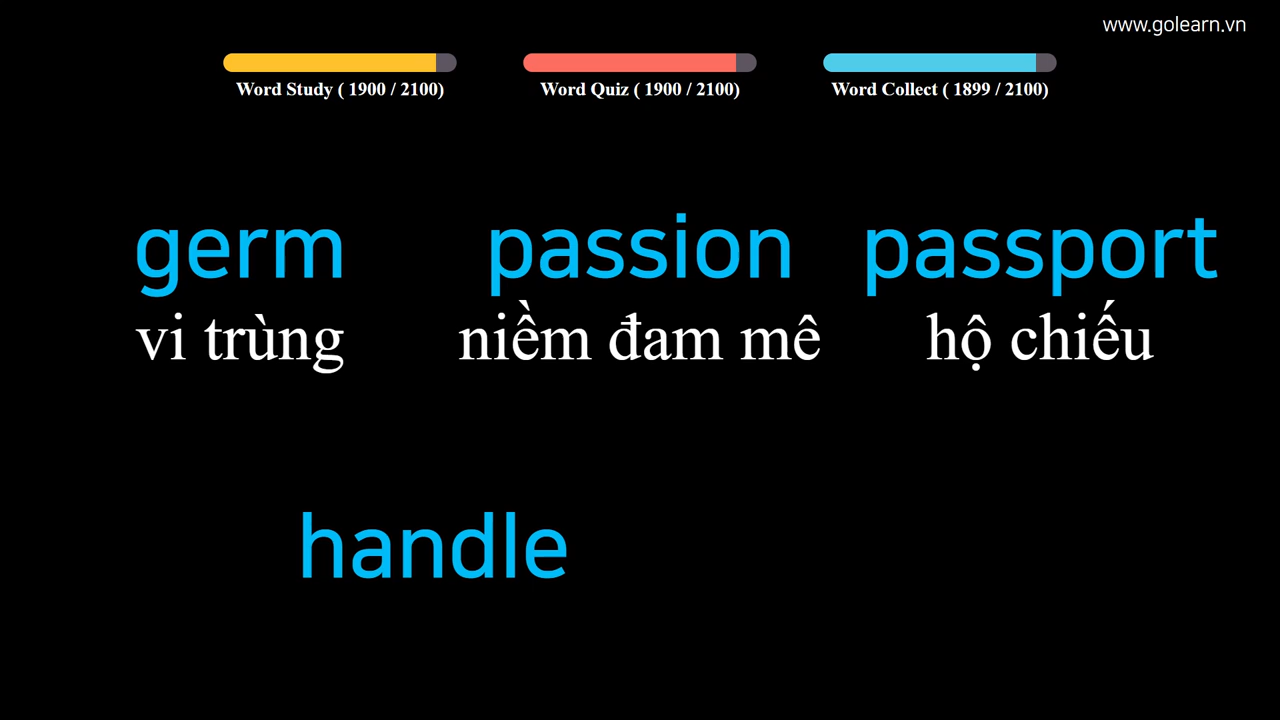 www.golearn.vn
Word Study ( 1900 / 2100) Word Quiz ( 1900 / 2100) Word Collect ( 1899 / 2100)
germ passion passport
vi trùng niềm đam mê hộ chiếu
handle